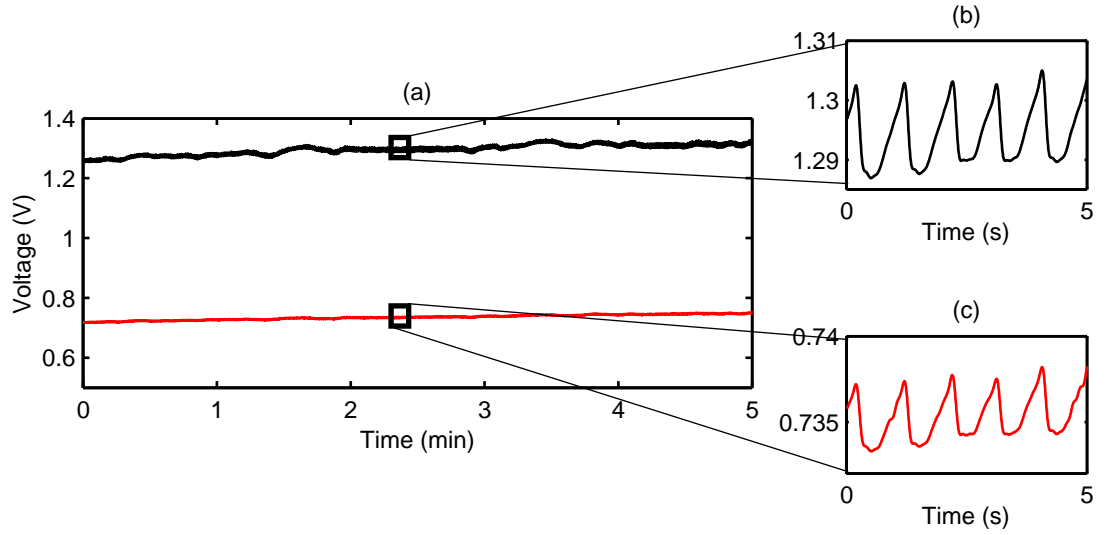 (a)
1.4
1.2
1
0.8
0.6
Voltage (V)
0 1 2 3 4 5
Time (min)
(b)
1.31
1.3
1.29
0 5
Time (s)
(c)
0.74
0.735
0 5
Time (s)